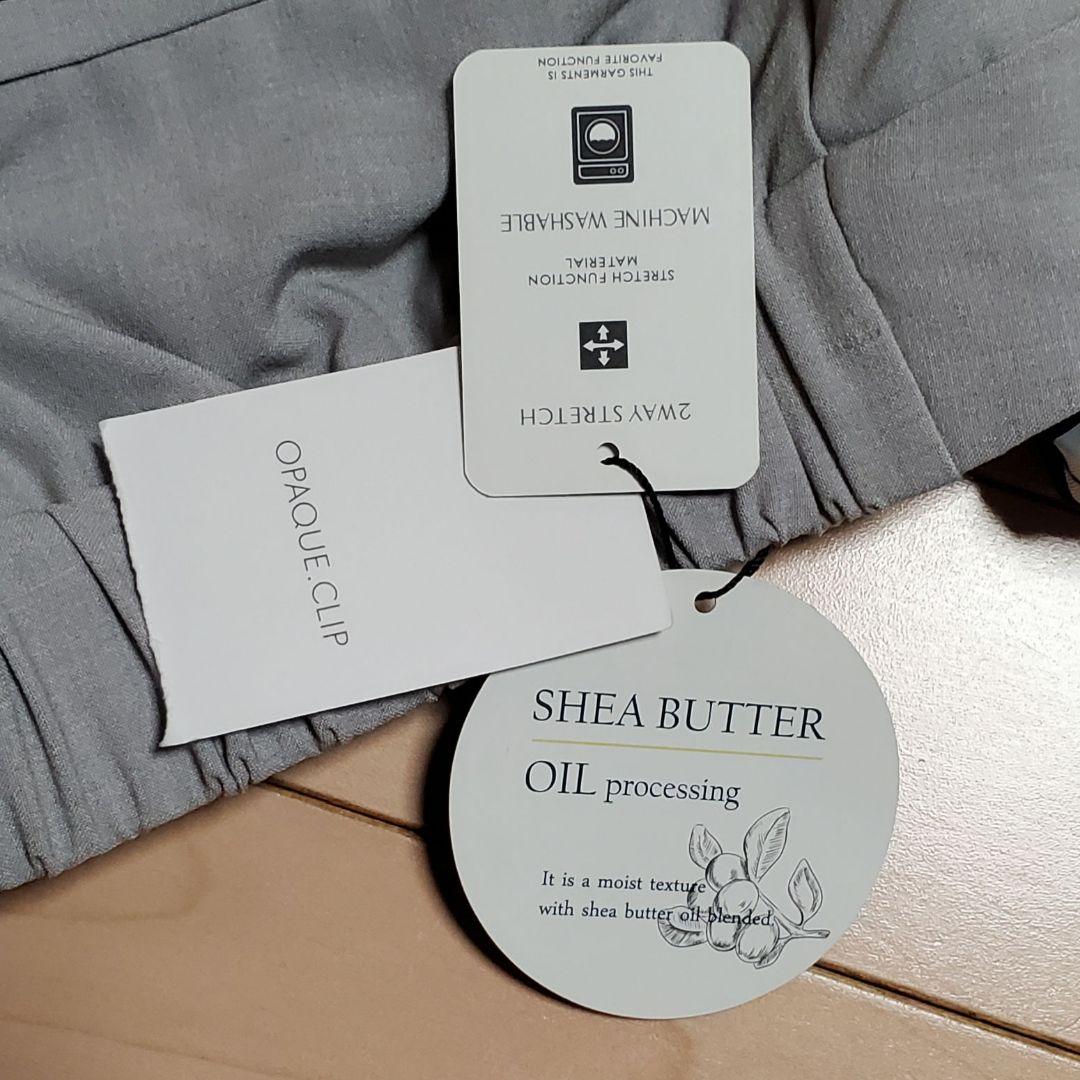 2WAY STRETCH
STRETCH FUNCTION
MATERIAL
MACHINE WASHABLE
THIS GARMENTS IS
FAVORITE FUNCTION
OPAQUE.CLIP
SHEA BUTTER
OIL processing
It is a moist texture
with shea butter oil blended.